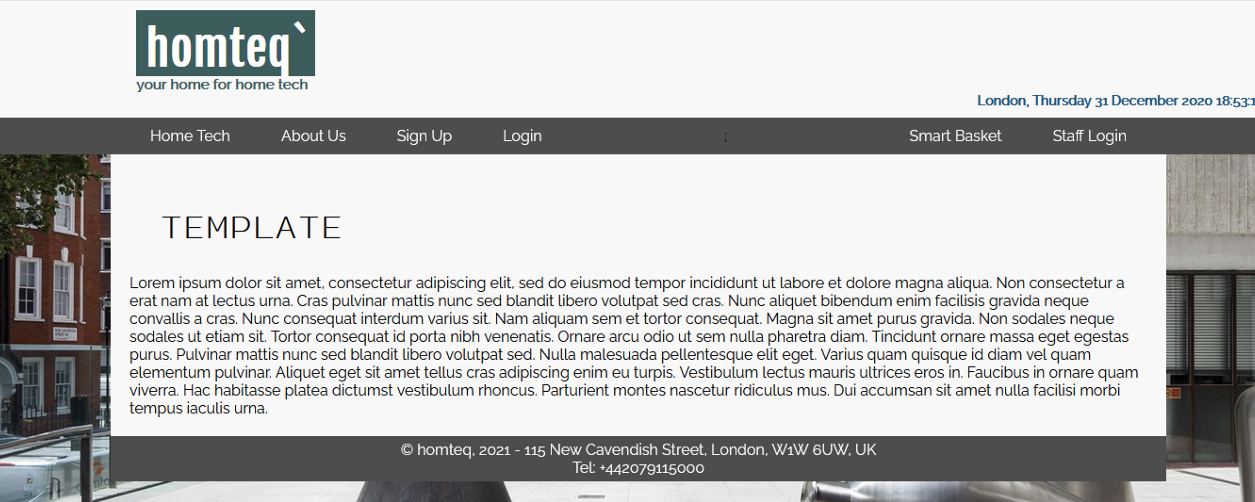 homteq`
your home for home tech
London, Thursday 31 December 2020 18:53:1
Home Tech About Us Sign Up Login ; Smart Basket Staff Login
TEMPLATE
Lorem ipsum dolor sit amet, consectetur adipiscing elit, sed do eiusmod tempor incididunt ut labore et dolore magna aliqua. Non consectetur a
erat nam at lectus urna. Cras pulvinar mattis nunc sed blandit libero volutpat sed cras. Nunc aliquet bibendum enim facilisis gravida neque
convallis a cras. Nunc consequat interdum varius sit. Nam aliquam sem et tortor consequat. Magna sit amet purus gravida. Non sodales neque
sodales ut etiam sit. Tortor consequat id porta nibh venenatis. Ornare arcu odio ut sem nulla pharetra diam. Tincidunt ornare massa eget egestas
purus. Pulvinar mattis nunc sed blandit libero volutpat sed. Nulla malesuada pellentesque elit eget. Varius quam quisque id diam vel quam
elementum pulvinar. Aliquet eget sit amet tellus cras adipiscing enim eu turpis. Vestibulum lectus mauris ultrices eros in. Faucibus in ornare quam
viverra. Hac habitasse platea dictumst vestibulum rhoncus. Parturient montes nascetur ridiculus mus. Dui accumsan sit amet nulla facilisi morbi
tempus iaculis urna.
© homteq, 2021 - 115 New Cavendish Street, London, W1W 6UW, UK
Tel: +442079115000